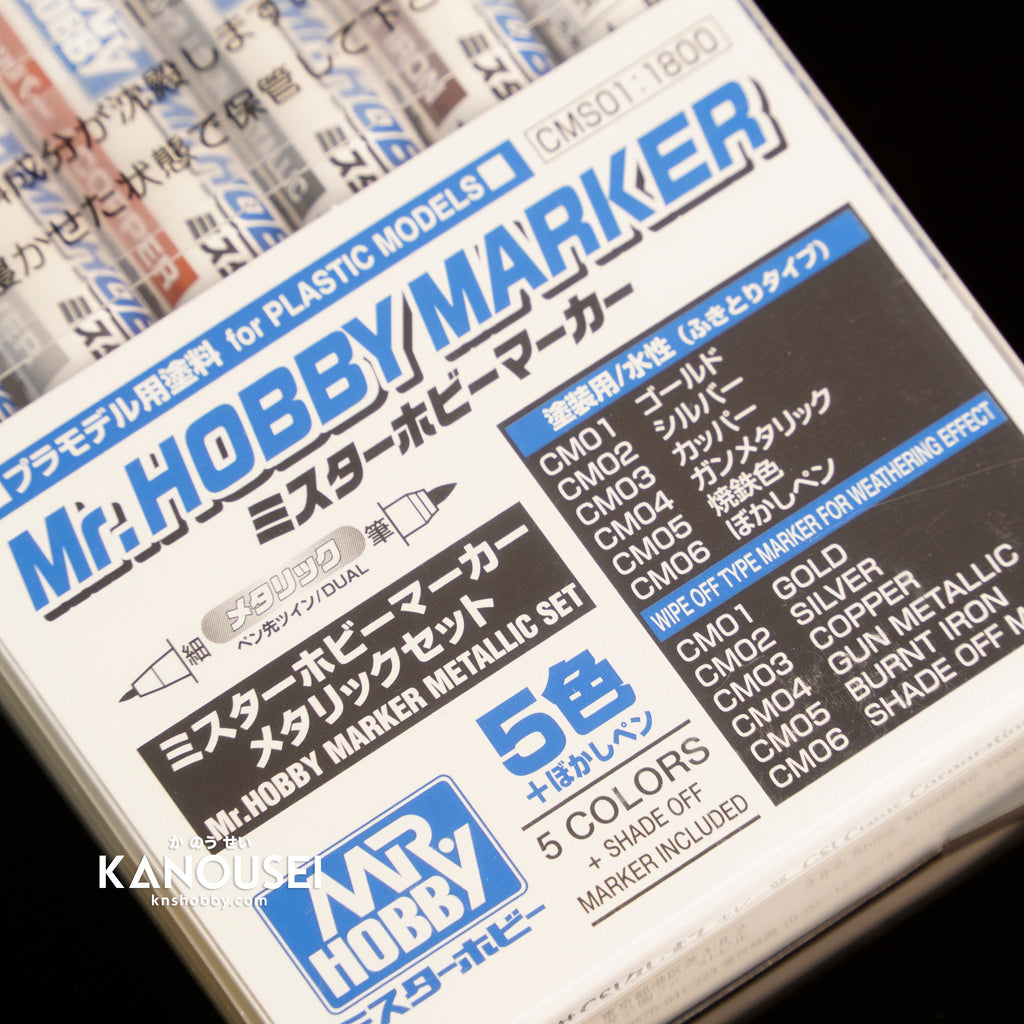 成分が沈殿します
かせた状態で保管して
COPPER
CMS01:1800
プラモデル用塗料 for PLASTIC MODELS
Mr.HOBBY MARKER
ミスターホビーマーカー
細 メタリック 筆
ペン先ツイン/DUAL
ミスターホビーマーカー
メタリックセット
Mr.HOBBY MARKER METALLIC SET
5色
+ぼかしペン
5 COLORS
+ SHADE OFF
MARKER INCLUDED
MR.
HOBBY
ミスターホビー
塗装用/水性(ふきとりタイプ)
CM01 ゴールド
CM02 シルバー
CM03 カッパー
CM04 ガンメタリック
CM05 焼鉄色
CM06 ぼかしペン
WIPE OFF TYPE MARKER FOR WEATHERING EFFECT
CM01 GOLD
CM02 SILVER
CM03 COPPER
CM04 GUN METALLIC
CM05 BURNT IRON
CM06 SHADE OFF M
かのうせい
KANOUSEI
knshobby.com